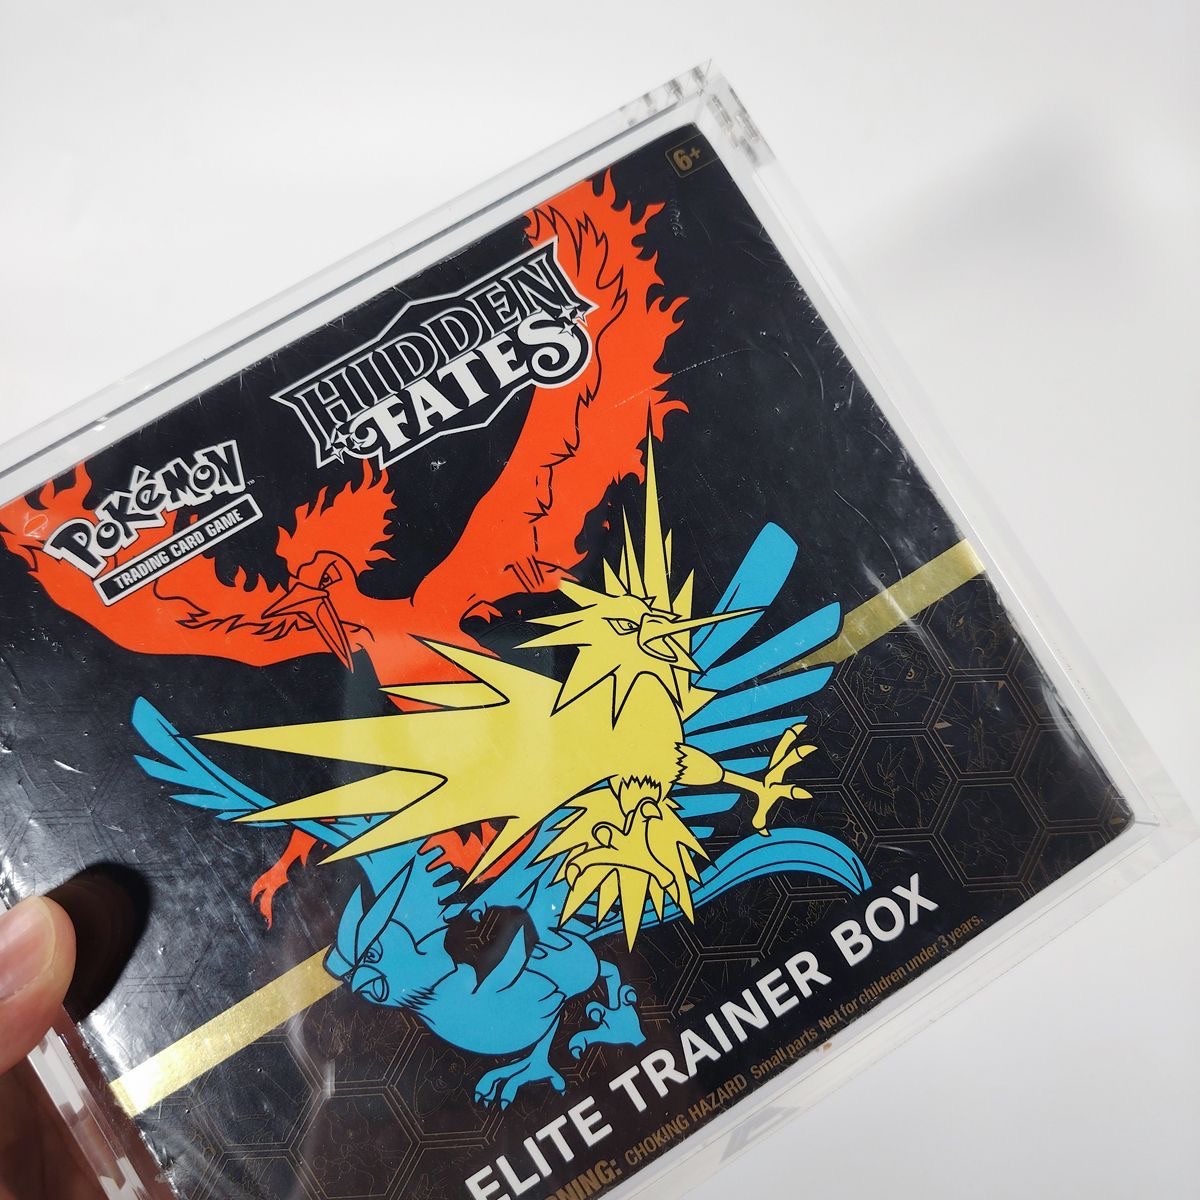 6+
HIDDEN
FATES
POKéMON
TRADING CARD GAME
ELITE TRAINER BOX
CHOKING HAZARD Small parts. Not for children under 3 years.